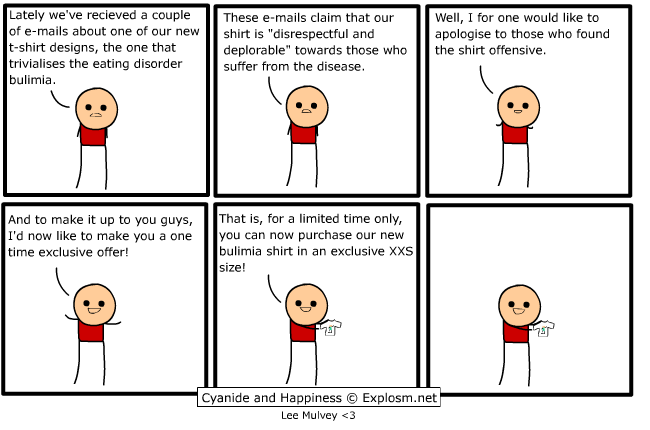 Lately we've recieved a couple
of e-mails about one of our new
t-shirt designs, the one that
trivialises the eating disorder
bulimia.
These e-mails claim that our
shirt is "disrespectful and
deplorable" towards those who
suffer from the disease.
Well, I for one would like to
apologise to those who found
the shirt offensive.
And to make it up to you guys,
I'd now like to make you a one
time exclusive offer!
That is, for a limited time only,
you can now purchase our new
bulimia shirt in an exclusive XXS
size!
Cyanide and Happiness © Explosm.net
Lee Mulvey <3